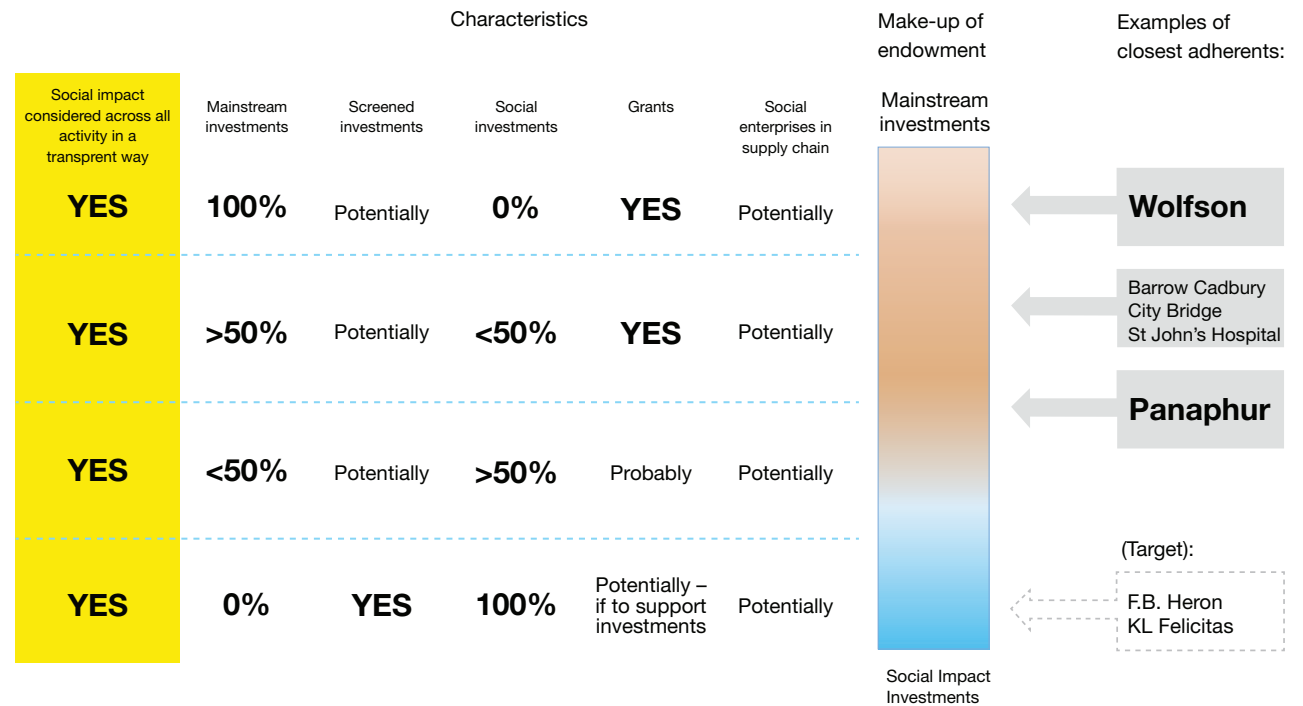 Characteristics
Make-up of
endowment
Examples of
closest adherents:
Social impact
considered across all
activity in a
transprent way
Mainstream
investments
Screened
investments
Social
investments
Grants
Social
enterprises in
supply chain
Mainstream
investments
YES
100%
Potentially
0%
YES
Potentially
Wolfson
YES
>50%
Potentially
<50%
YES
Potentially
Barrow Cadbury
City Bridge
St John’s Hospital
Panaphur
YES
<50%
Potentially
>50%
Probably
Potentially
YES
0%
YES
100%
Potentially –
if to support
investments
Potentially
(Target):
F.B. Heron
KL Felicitas
Social Impact
Investments